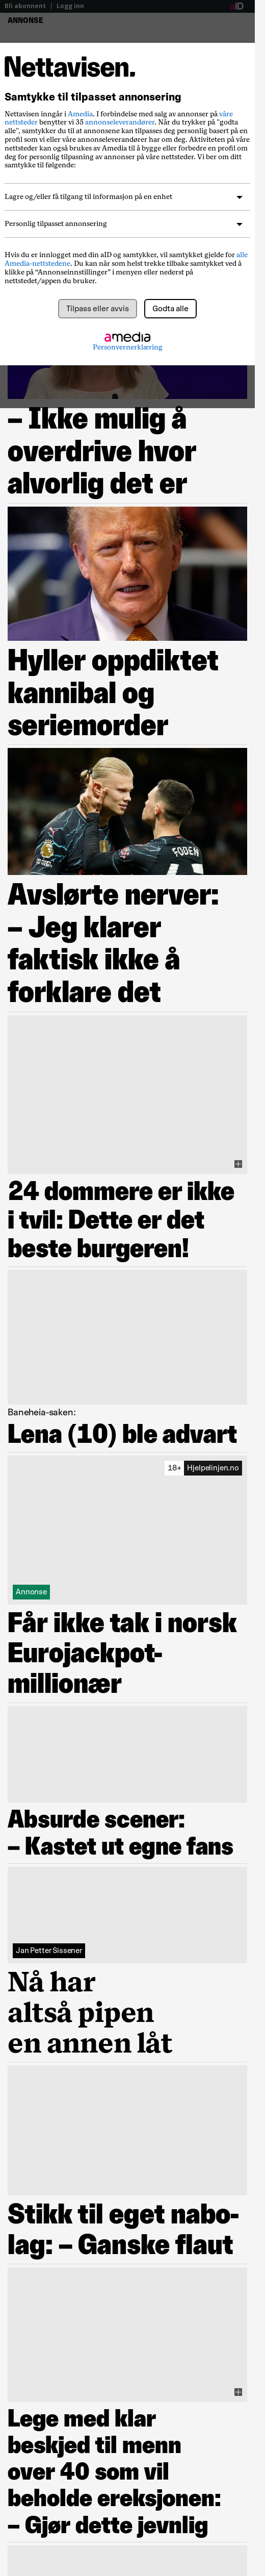 Bli abonnent | Logg inn
aID
ANNONSE
Nettavisen.
Samtykke til tilpasset annonsering
Nettavisen inngår i Amedia. I forbindelse med salg av annonser på våre
nettsteder benytter vi 35 annonseleverandører. Når du trykker på "godta
alle", samtykker du til at annonsene kan tilpasses deg personlig basert på en
profil som vi eller våre annonseleverandører har om deg. Aktiviteten på våre
nettsteder kan også brukes av Amedia til å bygge eller forbedre en profil om
deg for personlig tilpasning av annonser på våre nettsteder. Vi ber om ditt
samtykke til følgende:
Lagre og/eller få tilgang til informasjon på en enhet
Personlig tilpasset annonsering
Hvis du er innlogget med din aID og samtykker, vil samtykket gjelde for alle
Amedia-nettstedene. Du kan når som helst trekke tilbake samtykket ved å
klikke på “Annonseinnstillinger” i menyen eller nederst på
nettstedet/appen du bruker.
Tilpass eller avvis
Godta alle
amedia
Personvernerklæring
– Ikke mulig å
overdrive hvor
alvorlig det er
Hyller oppdiktet
kannibal og
seriemorder
FODEN
Avslørte nerver:
– Jeg klarer
faktisk ikke å
forklare det
24 dommere er ikke
i tvil: Dette er det
beste burgeren!
Baneheia-saken:
Lena (10) ble advart
18+ Hjelpelinjen.no
Annonse
Får ikke tak i norsk
Eurojackpot-
millionær
Absurde scener:
– Kastet ut egne fans
Jan Petter Sissener
Nå har
altså pipen
en annen låt
Stikk til eget nabo-
lag: – Ganske flaut
Lege med klar
beskjed til menn
over 40 som vil
beholde ereksjonen:
– Gjør dette jevnlig